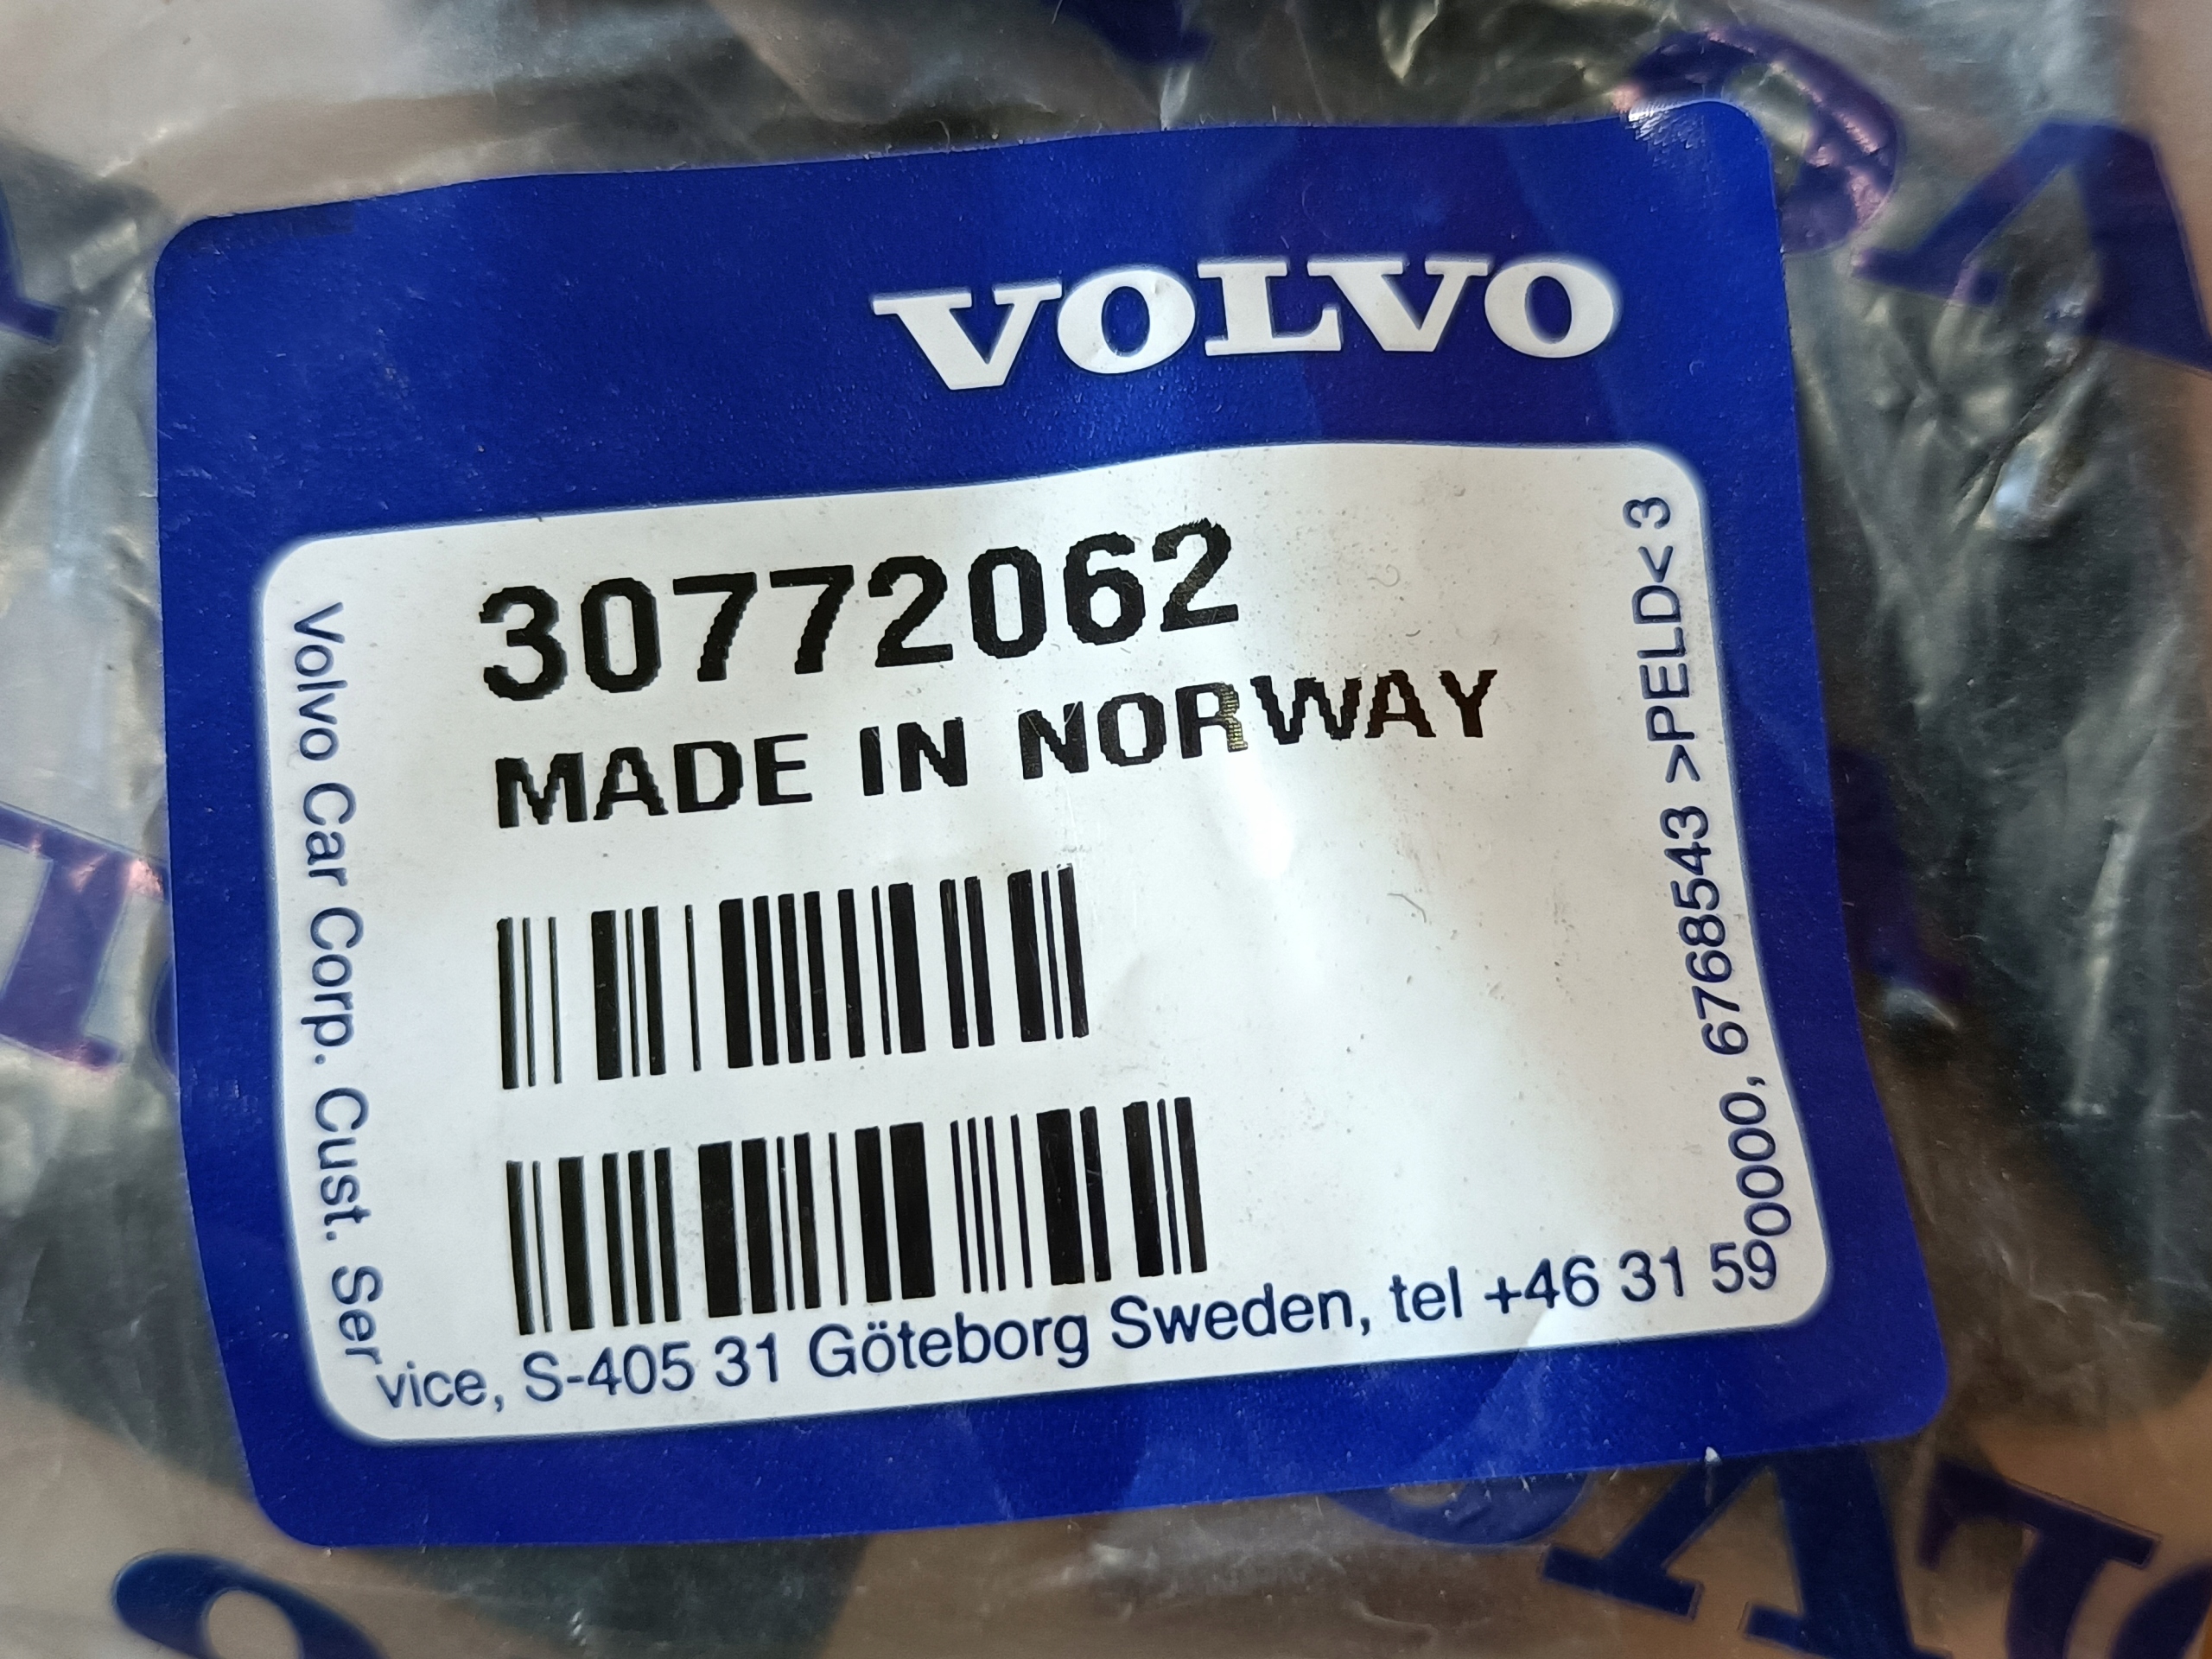 VOLVO
30772062
MADE IN NORWAY
Volvo Car Corp. Cust. Service, S-405 31 Göteborg Sweden, tel +46 31 590000, 6768543 >PELD< 3